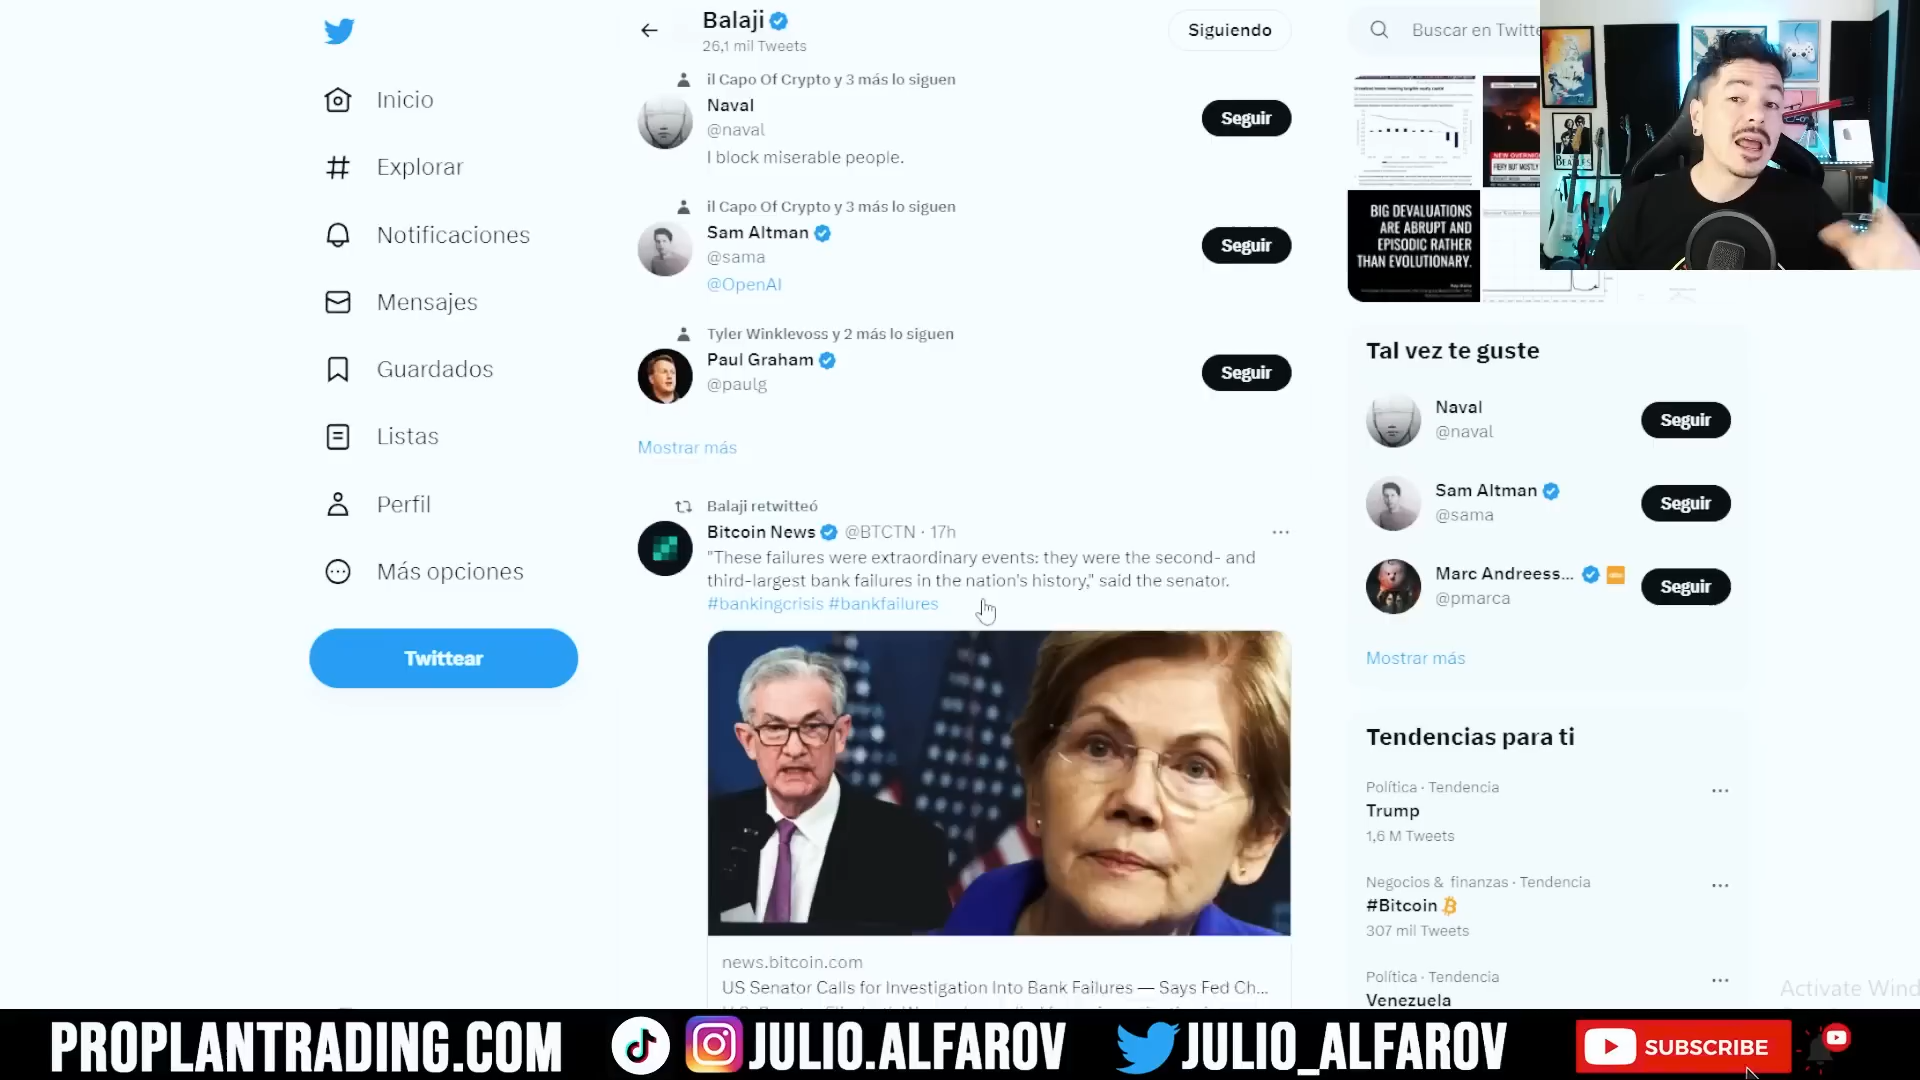 Balaji
26,1 mil Tweets
Siguiendo
Inicio
Explorar
Notificaciones
Mensajes
Guardados
Listas
Perfil
Más opciones
Twittear
il Capo Of Crypto y 3 más lo siguen
Naval
@naval
I block miserable people.
Seguir
il Capo Of Crypto y 3 más lo siguen
Sam Altman
@sama
@OpenAI
Seguir
Tyler Winklevoss y 2 más lo siguen
Paul Graham
@paulg
Seguir
Mostrar más
Balaji retwitteó
Bitcoin News @BTCTN · 17h
"These failures were extraordinary events: they were the second- and
third-largest bank failures in the nation's history," said the senator.
#bankingcrisis #bankfailures
news.bitcoin.com
US Senator Calls for Investigation Into Bank Failures — Says Fed Ch...
Buscar en Twitte
NEW OVERNIG
FIERY BUT MOSTLY
BIG DEVALUATIONS
ARE ABRUPT AND
EPISODIC RATHER
THAN EVOLUTIONARY.
BEATLES
Tal vez te guste
Naval
@naval
Seguir
Sam Altman
@sama
Seguir
Marc Andreess...
@pmarca
Seguir
Mostrar más
Tendencias para ti
Política · Tendencia
Trump
1,6 M Tweets
Negocios & finanzas · Tendencia
#Bitcoin
307 mil Tweets
Política · Tendencia
Venezuela
Activate Wind
PROPLANTRADING.COM
JULIO.ALFAROV
JULIO_ALFAROV
SUBSCRIBE